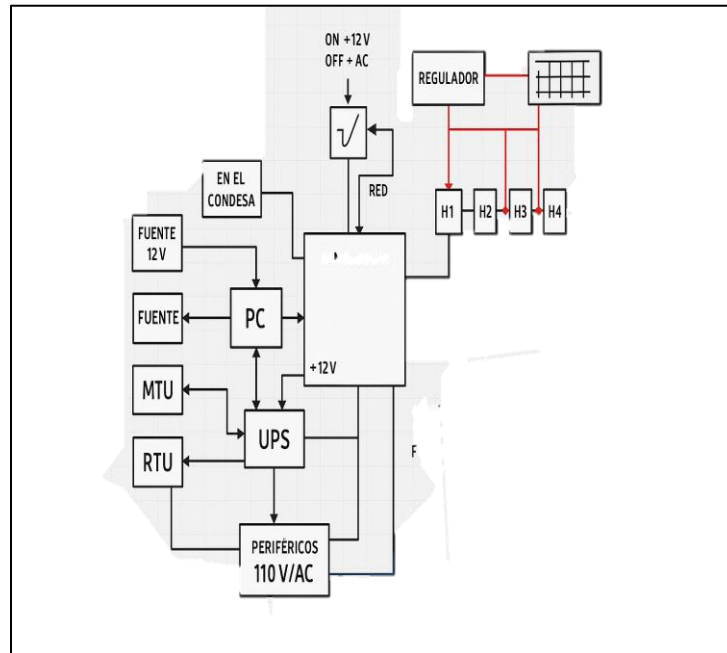 ON +12 V
OFF + AC
REGULADOR
RED
EN EL
CONDESA
H1
H2
H3
H4
FUENTE
12 V
FUENTE
PC
+12 V
MTU
UPS
RTU
F
PERIFÉRICOS
110 V/AC